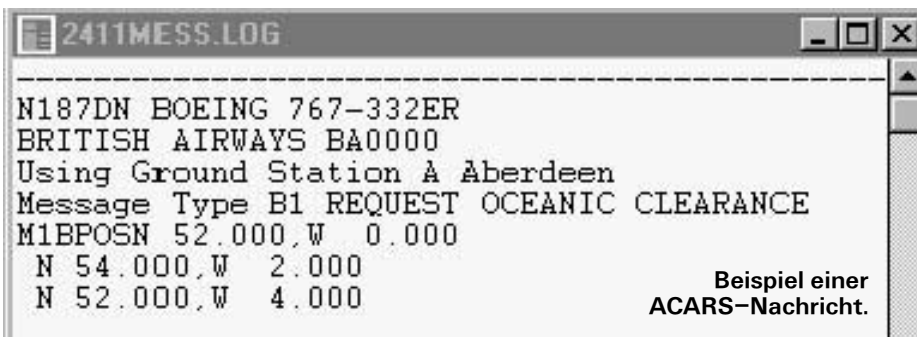 2411MESS.LOG
N187DN BOEING 767-332ER
BRITISH AIRWAYS BA0000
Using Ground Station A Aberdeen
Message Type B1 REQUEST OCEANIC CLEARANCE
M1BPOSN 52.000,W 0.000
N 54.000,W 2.000
N 52.000,W 4.000
Beispiel einer
ACARS-Nachricht.